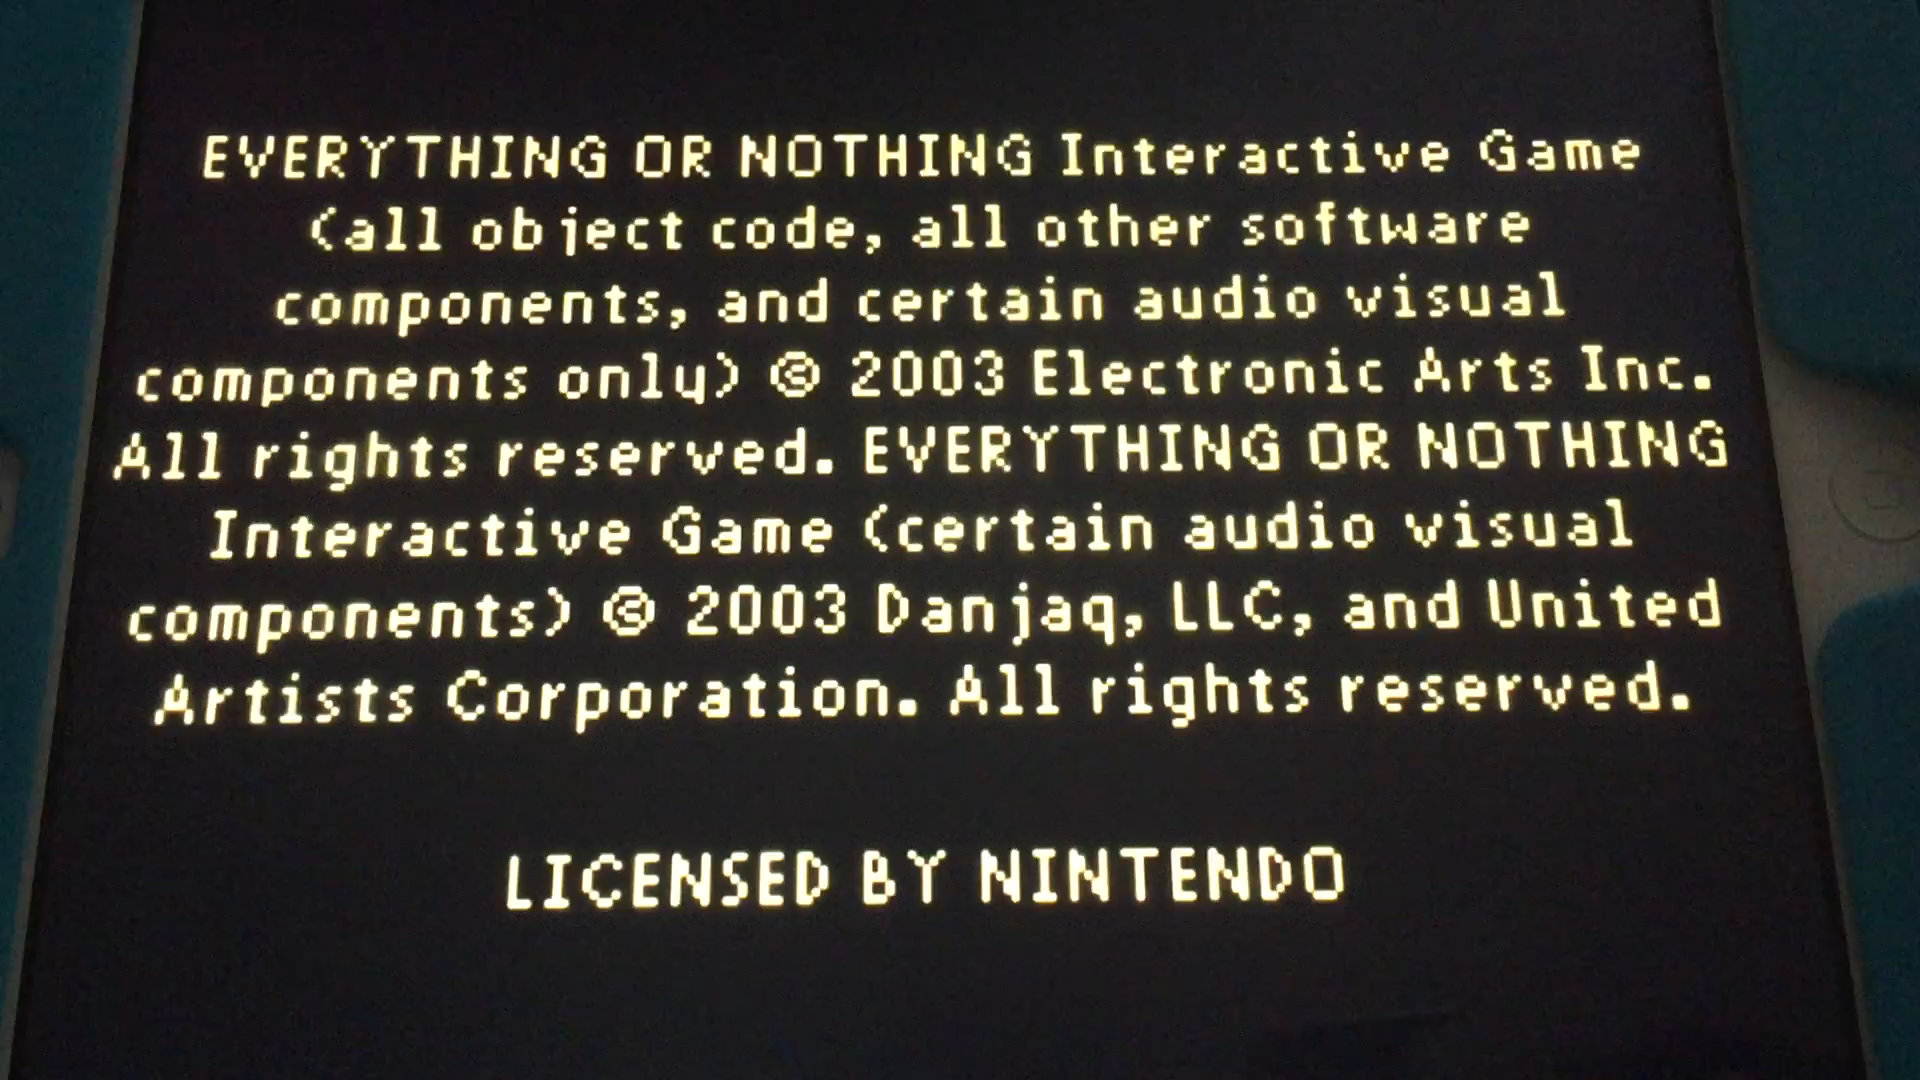 EVERYTHING OR NOTHING Interactive Game
(all object code, all other software
components, and certain audio visual
components only) © 2003 Electronic Arts Inc.
All rights reserved. EVERYTHING OR NOTHING
Interactive Game (certain audio visual
components) © 2003 Danjaq, LLC, and United
Artists Corporation. All rights reserved.
LICENSED BY NINTENDO